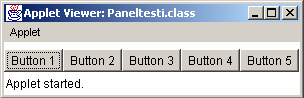 Applet Viewer: Paneltesti.class
Applet
Button 1 Button 2 Button 3 Button 4 Button 5
Applet started.